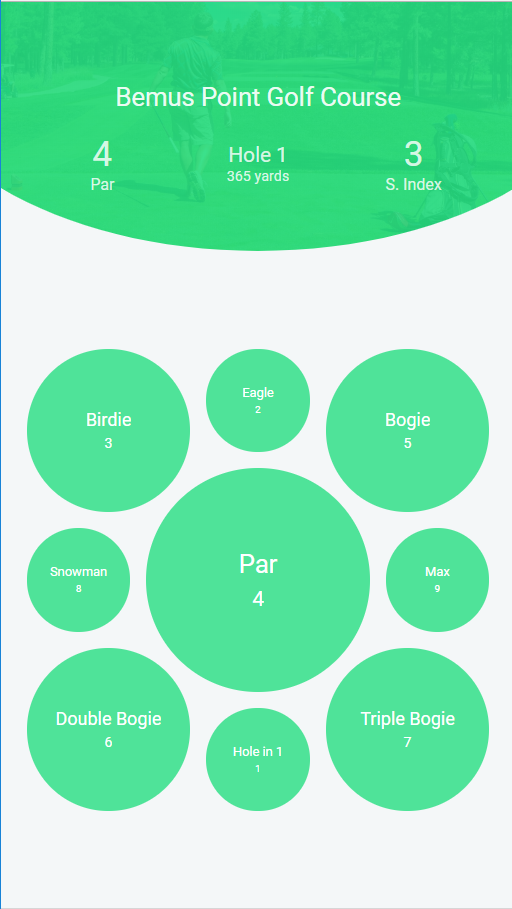 Bemus Point Golf Course
4
Par
Hole 1
365 yards
3
S. Index
Birdie
3
Eagle
2
Bogie
5
Snowman
8
Par
4
Max
9
Double Bogie
6
Hole in 1
1
Triple Bogie
7